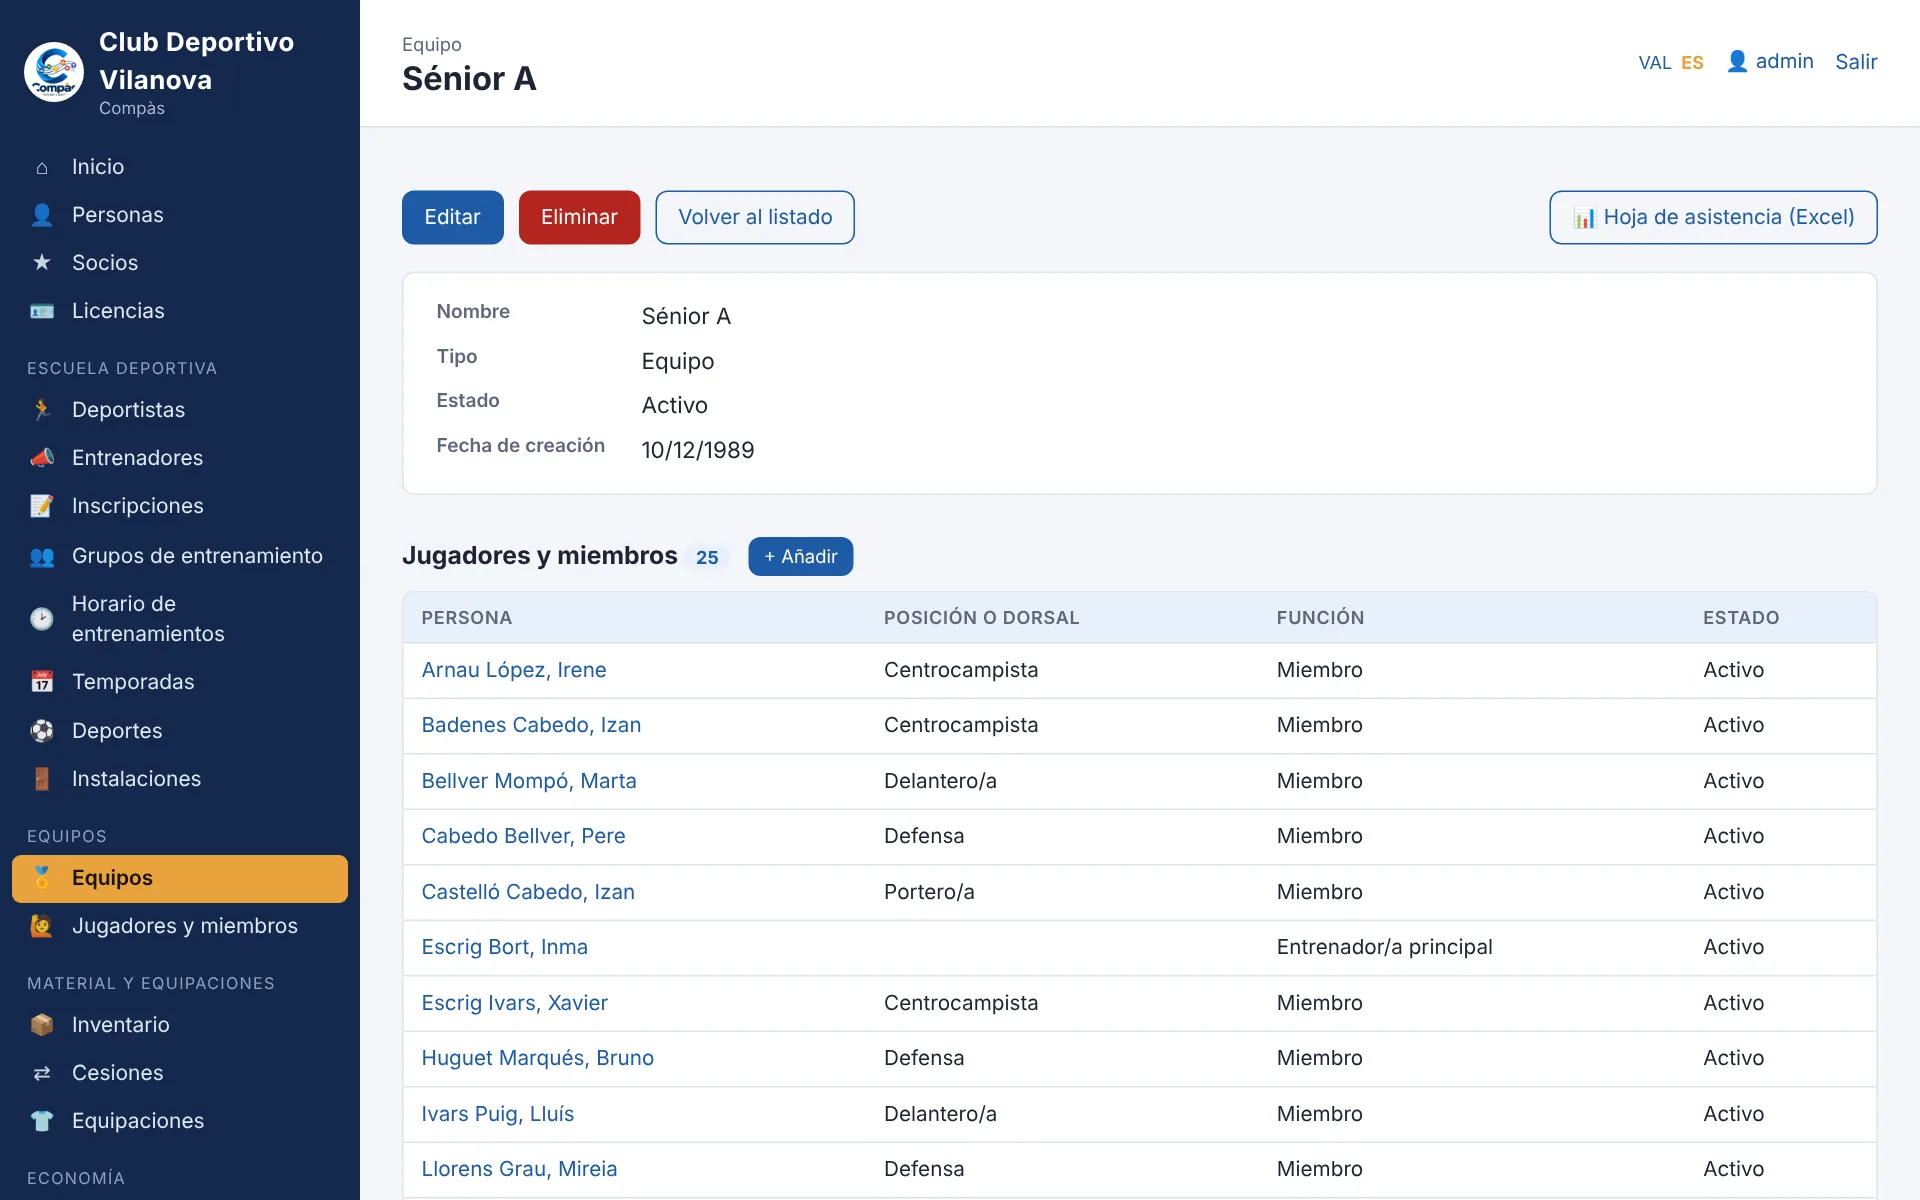 Club Deportivo
Vilanova
Compàs
Compàs
Inicio
Personas
Socios
Licencias
ESCUELA DEPORTIVA
Deportistas
Entrenadores
Inscripciones
Grupos de entrenamiento
Horario de
entrenamientos
Temporadas
Deportes
Instalaciones
EQUIPOS
Equipos
Jugadores y miembros
MATERIAL Y EQUIPACIONES
Inventario
Cesiones
Equipaciones
ECONOMÍA
Equipo
Sénior A
VAL ES admin Salir
Editar Eliminar Volver al listado Hoja de asistencia (Excel)
Nombre Sénior A
Tipo Equipo
Estado Activo
Fecha de creación 10/12/1989
Jugadores y miembros 25 + Añadir
PERSONA POSICIÓN O DORSAL FUNCIÓN ESTADO
Arnau López, Irene Centrocampista Miembro Activo
Badenes Cabedo, Izan Centrocampista Miembro Activo
Bellver Mompó, Marta Delantero/a Miembro Activo
Cabedo Bellver, Pere Defensa Miembro Activo
Castelló Cabedo, Izan Portero/a Miembro Activo
Escrig Bort, Inma Entrenador/a principal Activo
Escrig Ivars, Xavier Centrocampista Miembro Activo
Huguet Marqués, Bruno Defensa Miembro Activo
Ivars Puig, Lluís Delantero/a Miembro Activo
Llorens Grau, Mireia Defensa Miembro Activo